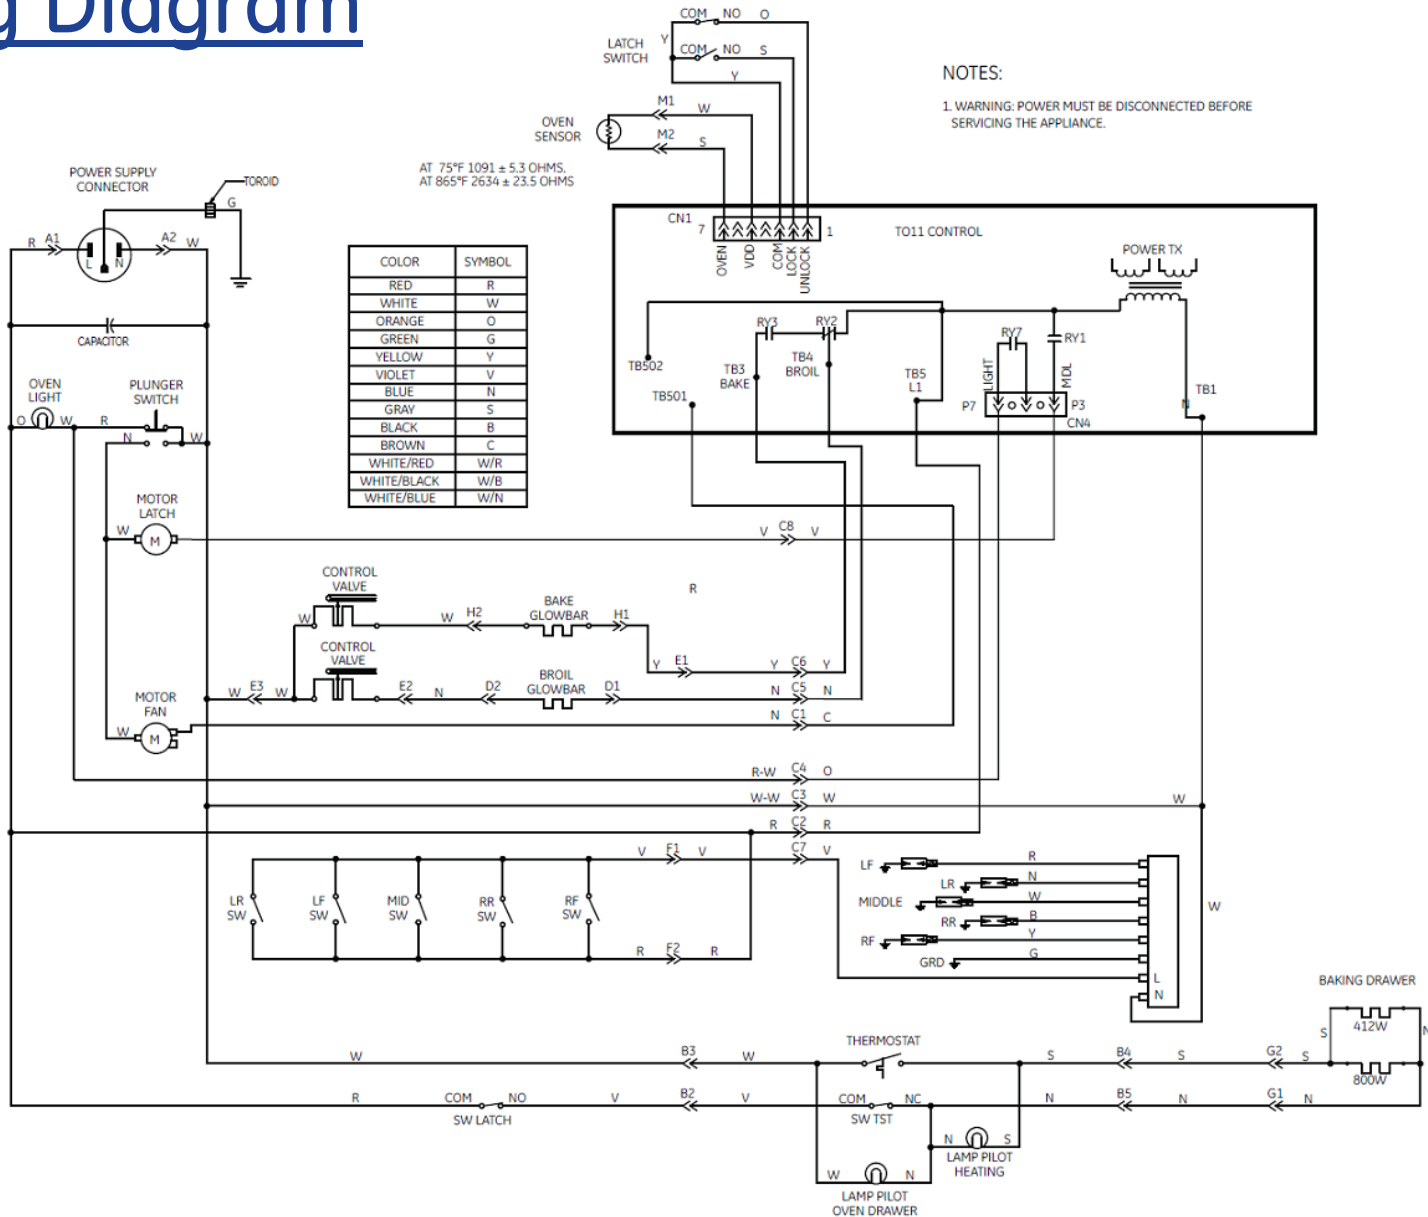 g Diagram
COM NO O
Y
LATCH
SWITCH
COM NO S
Y
NOTES:
1. WARNING: POWER MUST BE DISCONNECTED BEFORE
SERVICING THE APPLIANCE.
OVEN
SENSOR
M1 W
M2 S
AT 75°F 1091 ± 5.3 OHMS.
AT 865°F 2634 ± 23.5 OHMS
POWER SUPPLY
CONNECTOR
TOROID
G
R A1
L N
A2 W
CAPACITOR
COLOR SYMBOL
RED R
WHITE W
ORANGE O
GREEN G
YELLOW Y
VIOLET V
BLUE N
GRAY S
BLACK B
BROWN C
WHITE/RED W/R
WHITE/BLACK W/B
WHITE/BLUE W/N
CN1 7 1
TO11 CONTROL
OVEN
VDD
COM
LOCK
UNLOCK
POWER TX
RY3 RY2
RY7
RY1
TB502
TB3
BAKE
TB4
BROIL
TB501
TB5
L1
LIGHT
MDL
P7 P3
CN4
N
TB1
OVEN
LIGHT
PLUNGER
SWITCH
O W R
N W
MOTOR
LATCH
W M
V C8 V
R
CONTROL
VALVE
W W H2
BAKE
GLOWBAR
H1
CONTROL
VALVE
Y E1 Y C6 Y
W E3 W E2 N D2
BROIL
GLOWBAR
D1 N C5 N
MOTOR
FAN
W M
N C1 C
R-W C4 O
W-W C3 W W
R C2 R
V F1 V C7 V
LR
SW
LF
SW
MID
SW
RR
SW
RF
SW
R F2 R
LF R
LR N
MIDDLE W
RR B
RF Y
GRD G
L
N
W
BAKING DRAWER
412W
S N
800W
W B3 W
THERMOSTAT
S B4 S G2 S
R COM NO V B2 V
SW LATCH
COM NC
SW TST
N B5 N G1 N
N S
LAMP PILOT
HEATING
W N
LAMP PILOT
OVEN DRAWER